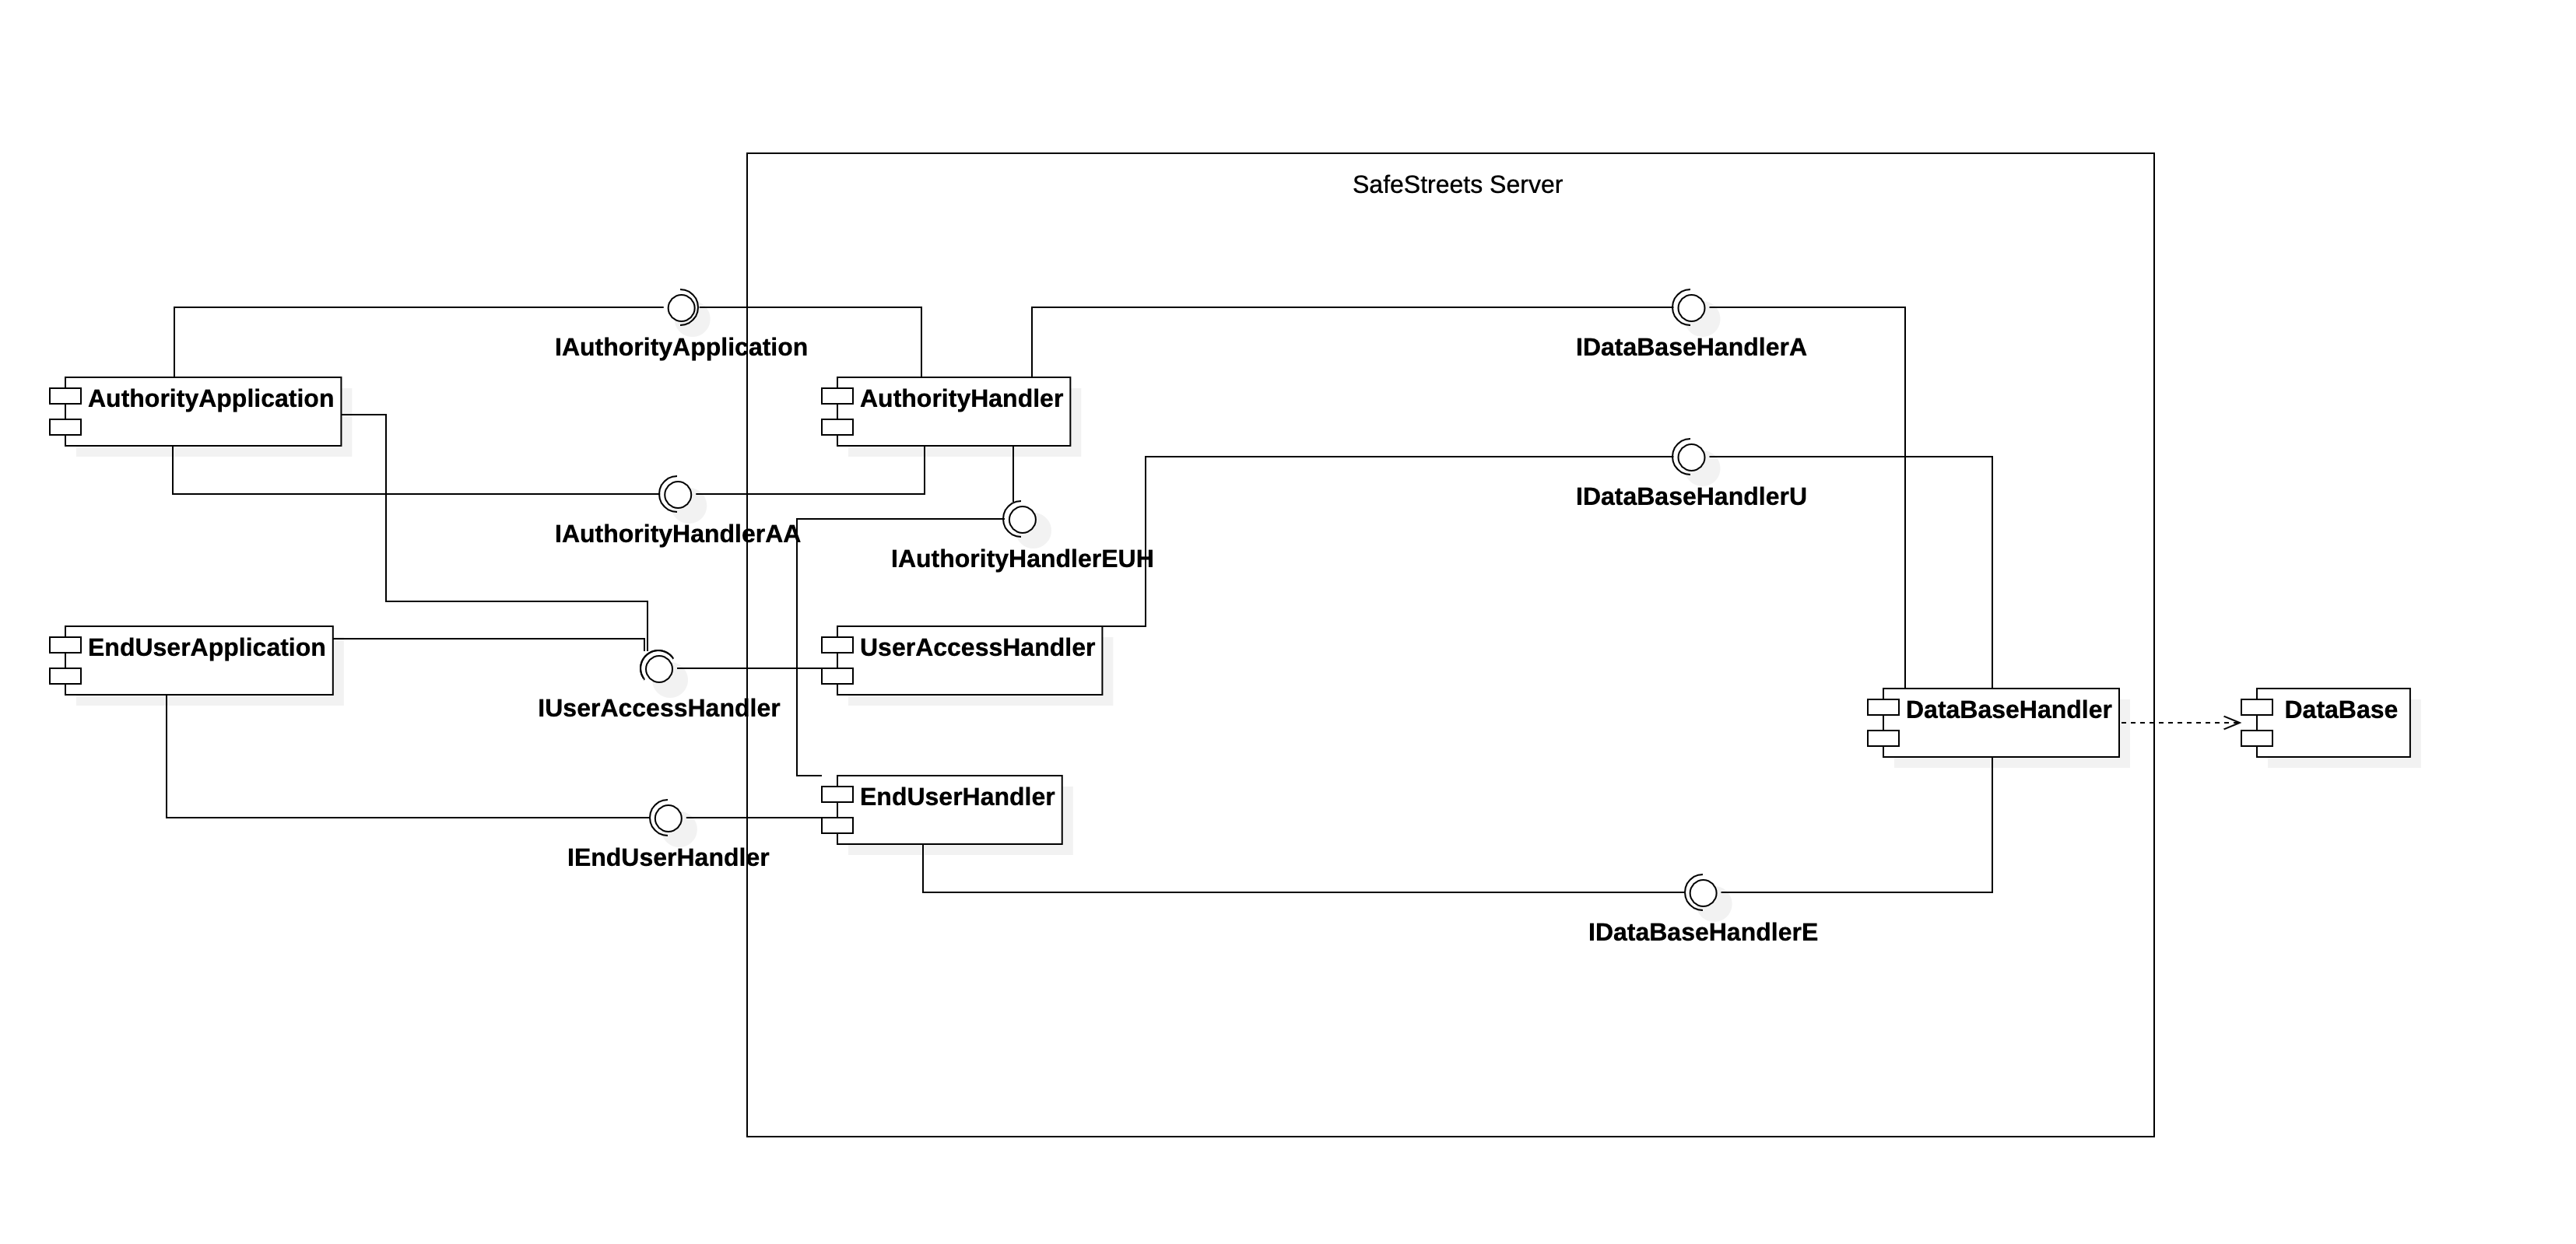 SafeStreets Server
IAuthorityApplication
IDataBaseHandlerA
AuthorityApplication
AuthorityHandler
IDataBaseHandlerU
IAuthorityHandlerAA
IAuthorityHandlerEUH
EndUserApplication
UserAccessHandler
IUserAccessHandler
DataBaseHandler
DataBase
EndUserHandler
IEndUserHandler
IDataBaseHandlerE